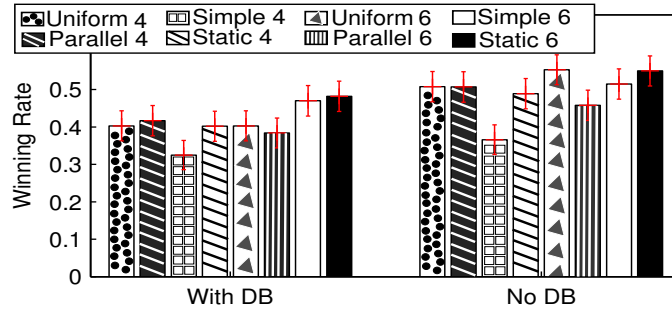 Uniform 4 Simple 4 Uniform 6 Simple 6
Parallel 4 Static 4 Parallel 6 Static 6
Winning Rate
0.5
0.4
0.3
0.2
0.1
0
With DB No DB